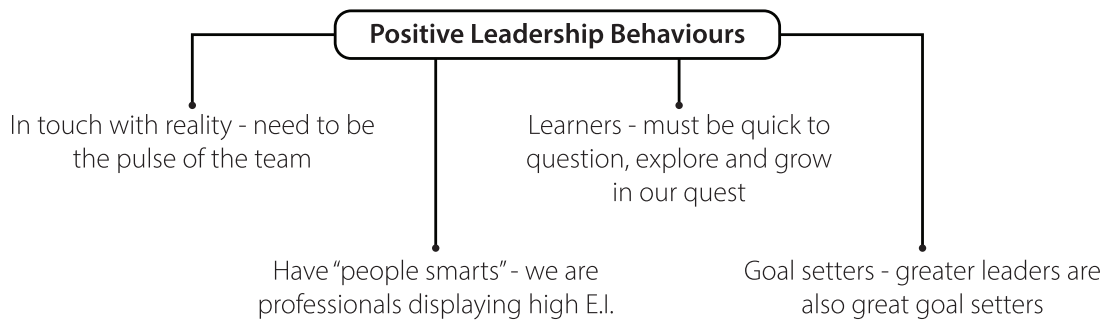 Positive Leadership Behaviours
In touch with reality - need to be
the pulse of the team
Learners - must be quick to
question, explore and grow
in our quest
Have “people smarts” - we are
professionals displaying high E.I.
Goal setters - greater leaders are
also great goal setters